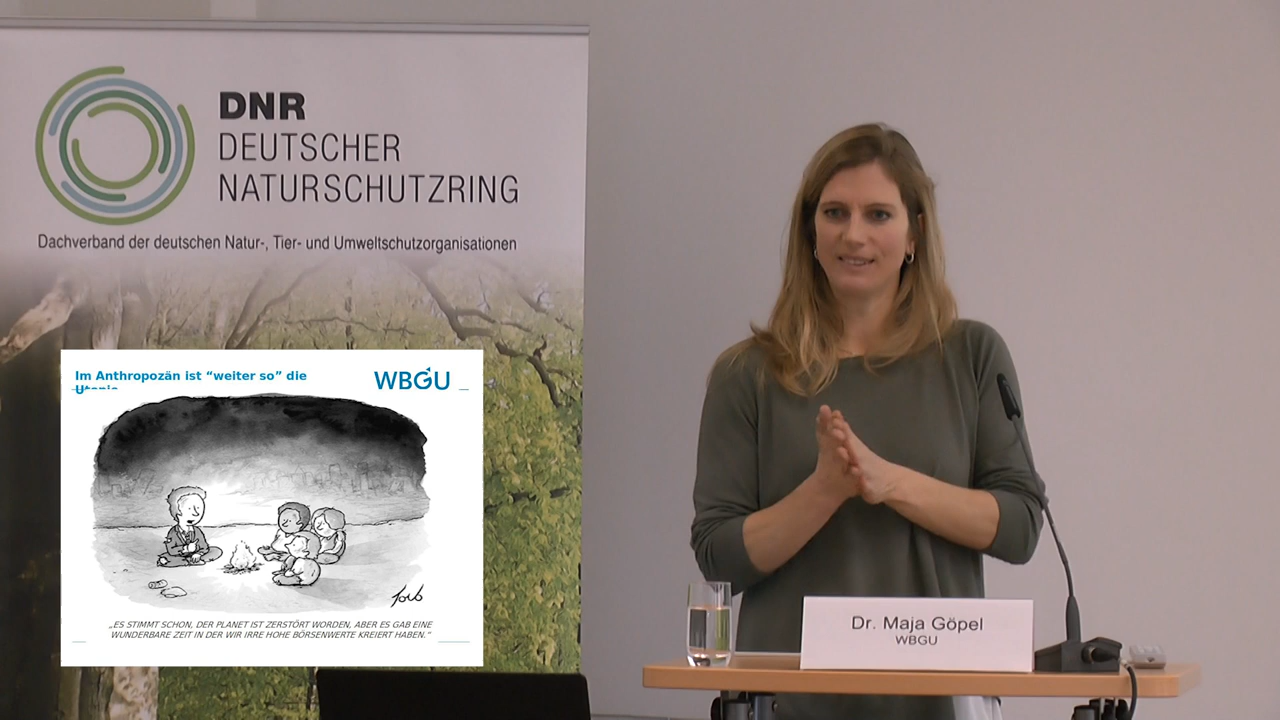 DNR
DEUTSCHER
NATURSCHUTZRING
Dachverband der deutschen Natur-, Tier- und Umweltschutzorganisationen
Im Anthropozän ist “weiter so” die
Utopie
WBGU
„ES STIMMT SCHON, DER PLANET IST ZERSTÖRT WORDEN, ABER ES GAB EINE
WUNDERBARE ZEIT IN DER WIR IRRE HOHE BÖRSENWERTE KREIERT HABEN.“
Dr. Maja Göpel
WBGU